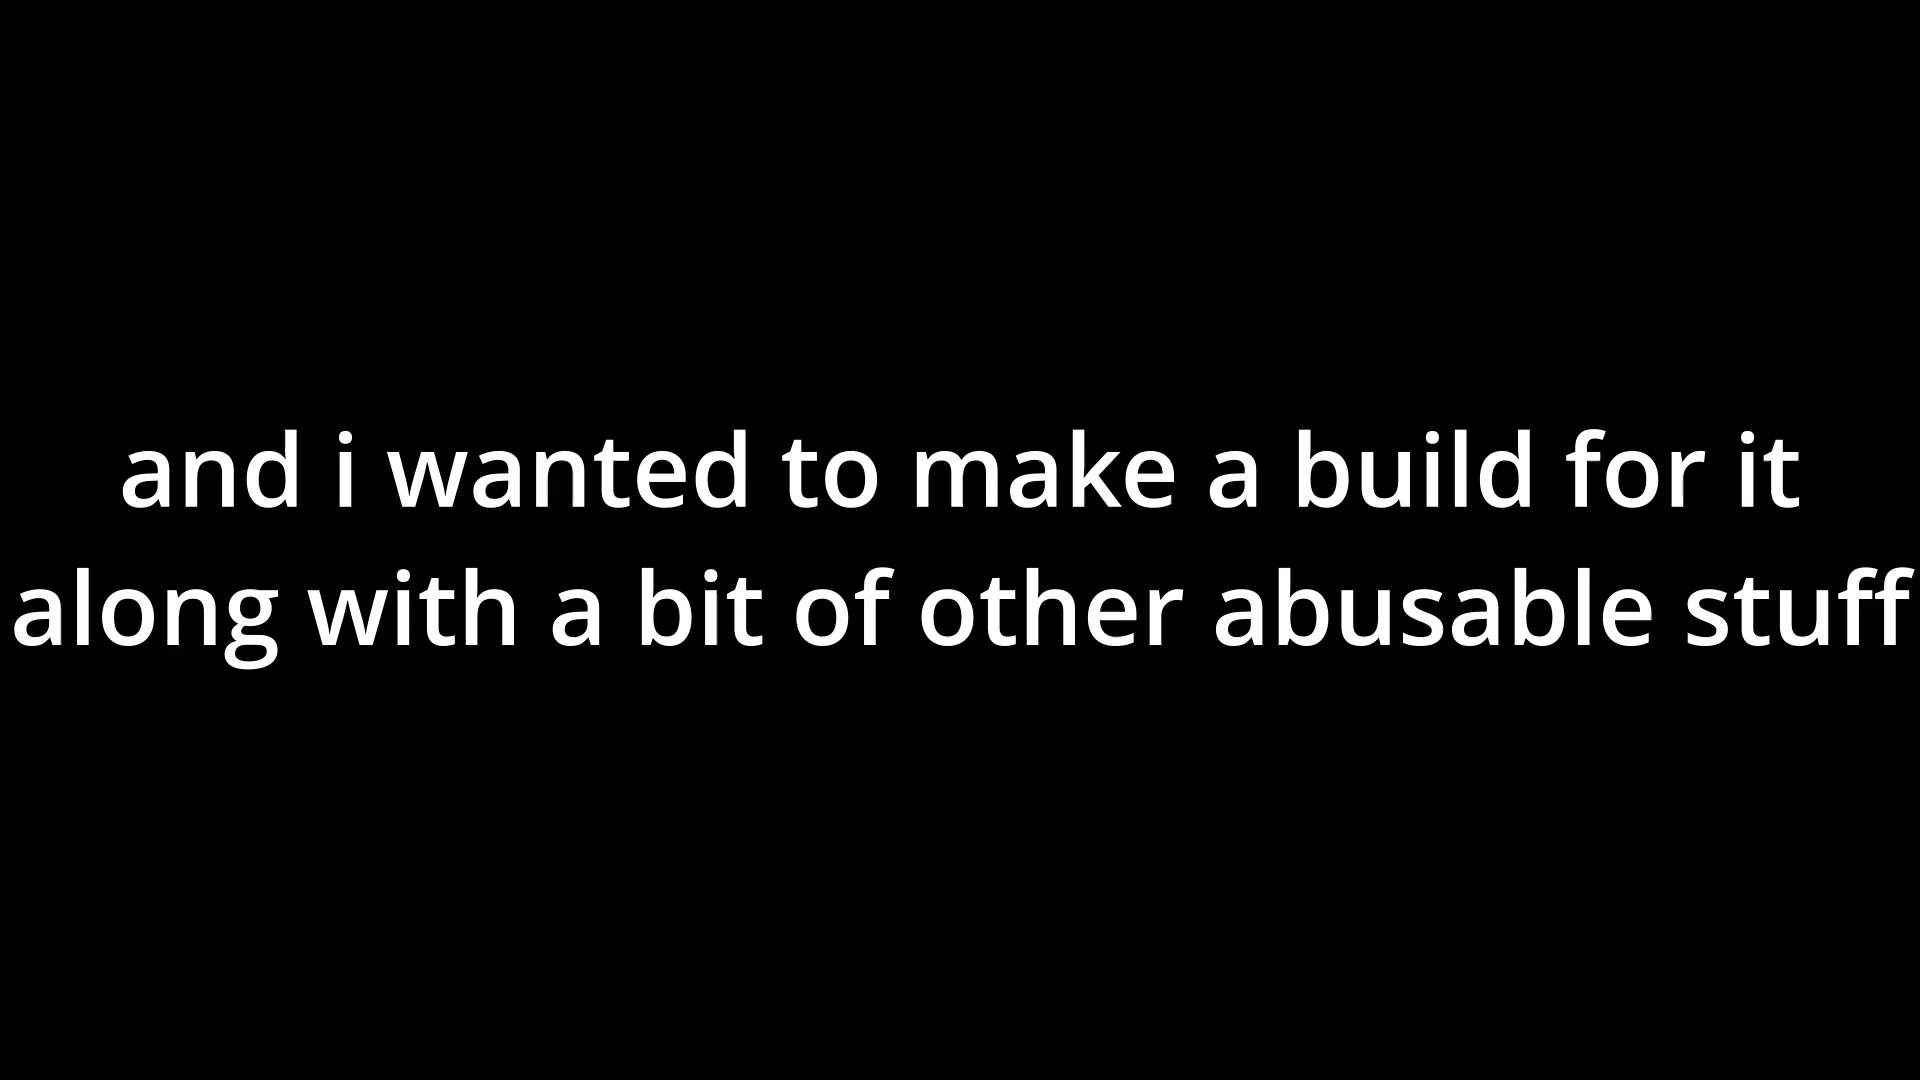 and i wanted to make a build for it
along with a bit of other abusable stuff